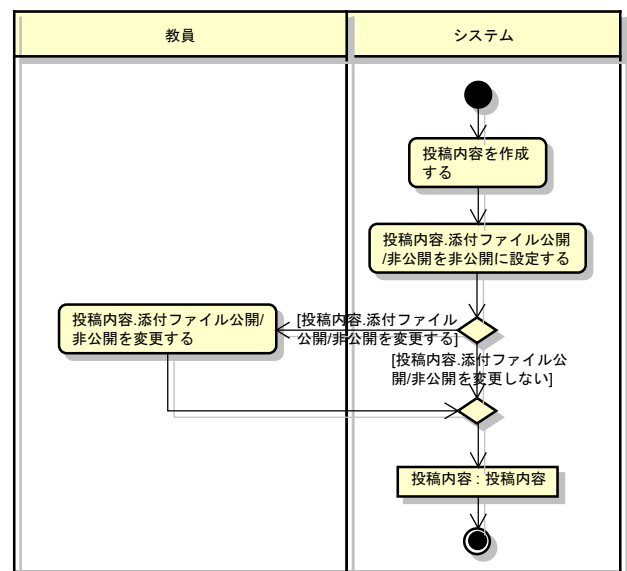 教員
システム
投稿内容を作成
する
投稿内容.添付ファイル公開
/非公開を非公開に設定する
投稿内容.添付ファイル公開/
非公開を変更する
[投稿内容.添付ファイル
公開/非公開を変更する]
[投稿内容.添付ファイル公
開/非公開を変更しない]
投稿内容 : 投稿内容